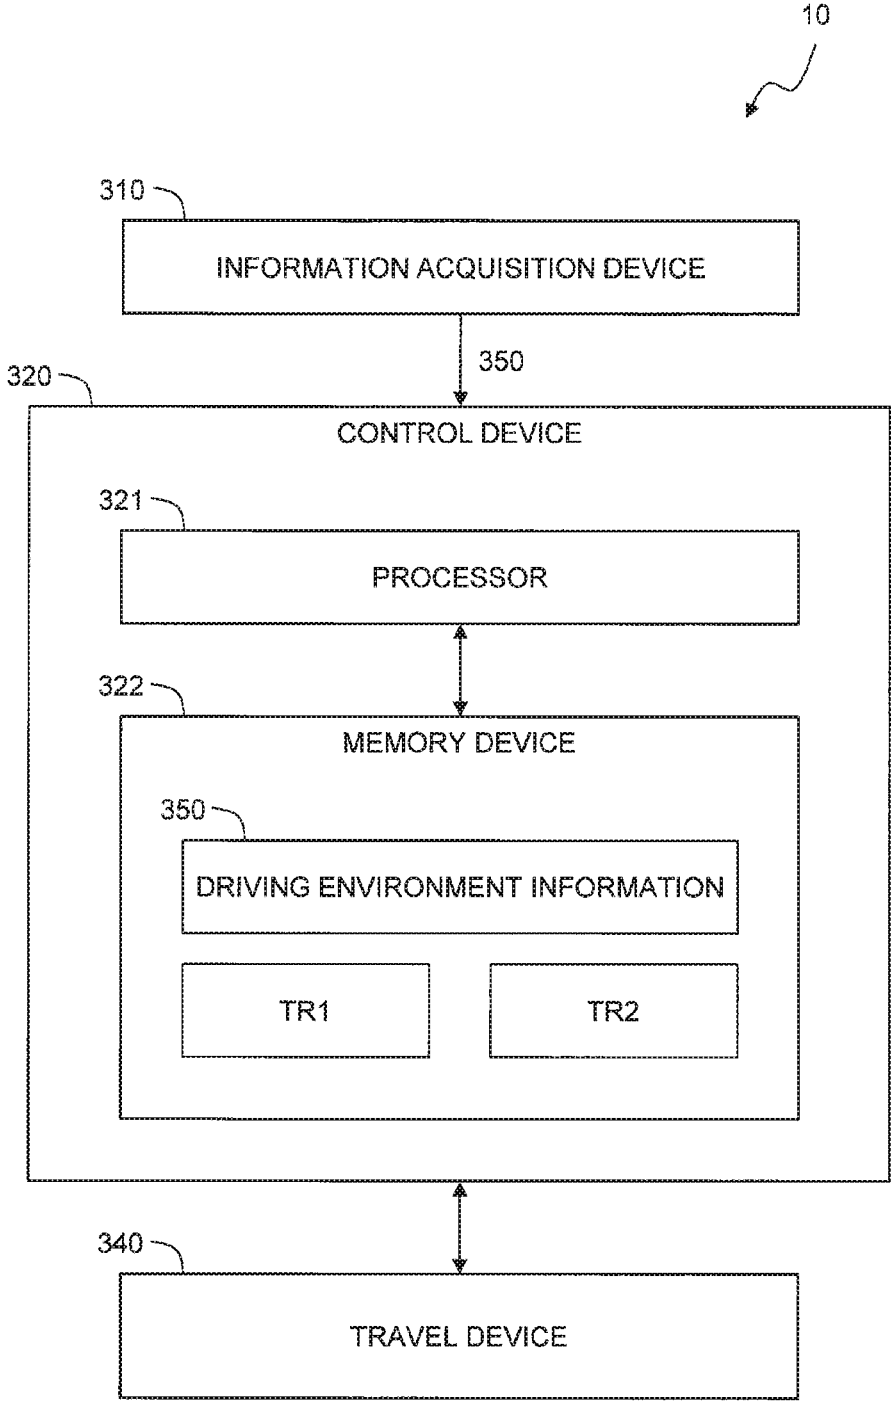 10
310
INFORMATION ACQUISITION DEVICE
350
320
CONTROL DEVICE
321
PROCESSOR
322
MEMORY DEVICE
350
DRIVING ENVIRONMENT INFORMATION
TR1
TR2
340
TRAVEL DEVICE